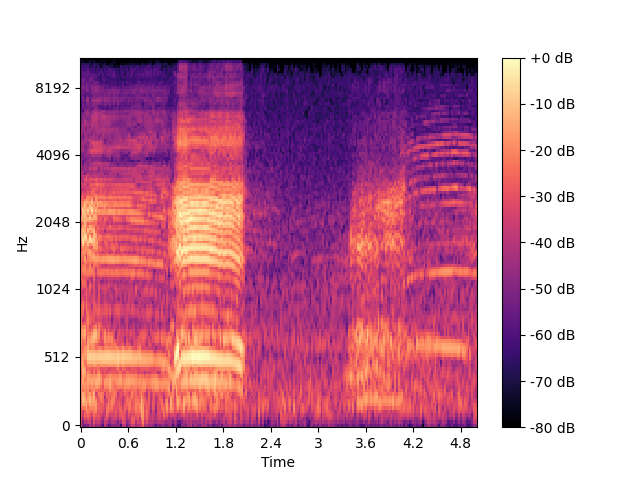 +0 dB
8192
-10 dB
4096
-20 dB
-30 dB
2048
Hz
-40 dB
1024
-50 dB
512
-60 dB
-70 dB
0
-80 dB
0 0.6 1.2 1.8 2.4 3 3.6 4.2 4.8
Time